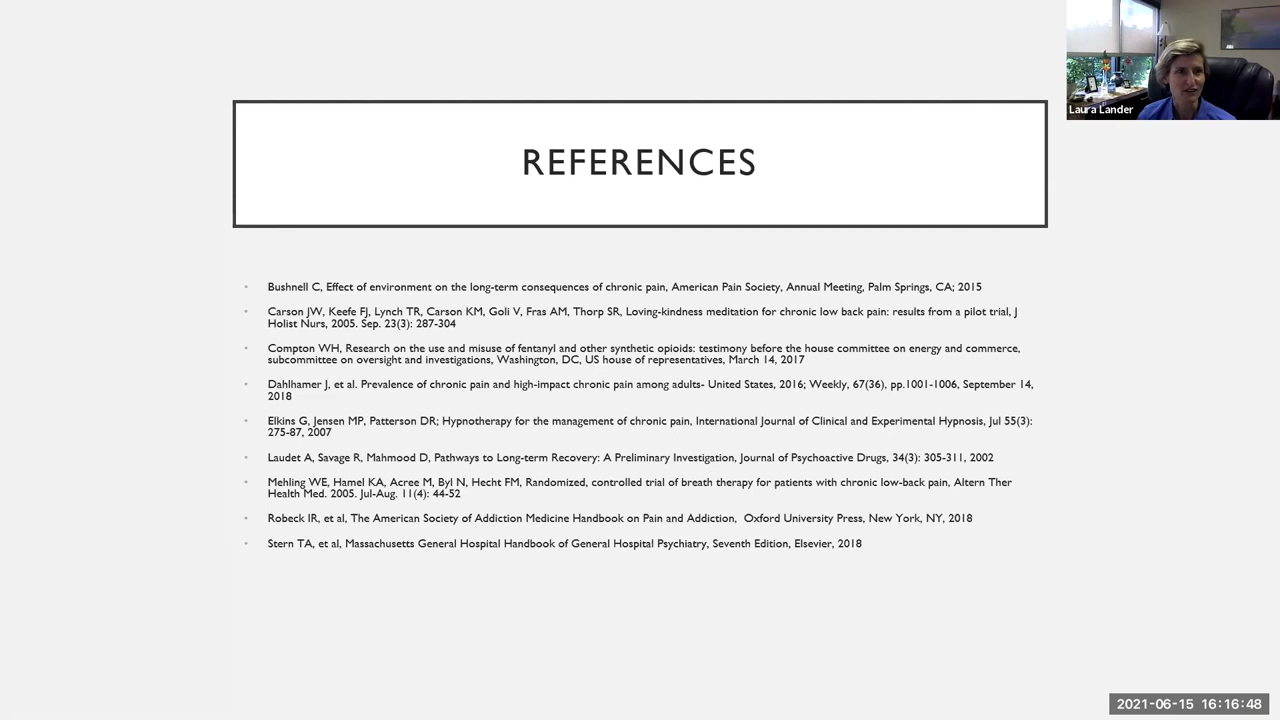 REFERENCES
Laura Lander
• Bushnell C, Effect of environment on the long-term consequences of chronic pain, American Pain Society, Annual Meeting, Palm Springs, CA; 2015
• Carson JW, Keefe FJ, Lynch TR, Carson KM, Goli V, Fras AM, Thorp SR, Loving-kindness meditation for chronic low back pain: results from a pilot trial, J
Holist Nurs, 2005. Sep. 23(3): 287-304
• Compton WH, Research on the use and misuse of fentanyl and other synthetic opioids: testimony before the house committee on energy and commerce,
subcommittee on oversight and investigations, Washington, DC, US house of representatives, March 14, 2017
• Dahlhamer J, et al. Prevalence of chronic pain and high-impact chronic pain among adults- United States, 2016; Weekly, 67(36), pp.1001-1006, September 14,
2018
• Elkins G, Jensen MP, Patterson DR; Hypnotherapy for the management of chronic pain, International Journal of Clinical and Experimental Hypnosis, Jul 55(3):
275-87, 2007
• Laudet A, Savage R, Mahmood D, Pathways to Long-term Recovery: A Preliminary Investigation, Journal of Psychoactive Drugs, 34(3): 305-311, 2002
• Mehling WE, Hamel KA, Acree M, Byl N, Hecht FM, Randomized, controlled trial of breath therapy for patients with chronic low-back pain, Altern Ther
Health Med. 2005. Jul-Aug. 11(4): 44-52
• Robeck IR, et al, The American Society of Addiction Medicine Handbook on Pain and Addiction, Oxford University Press, New York, NY, 2018
• Stern TA, et al, Massachusetts General Hospital Handbook of General Hospital Psychiatry, Seventh Edition, Elsevier, 2018
2021-06-15 16:16:48